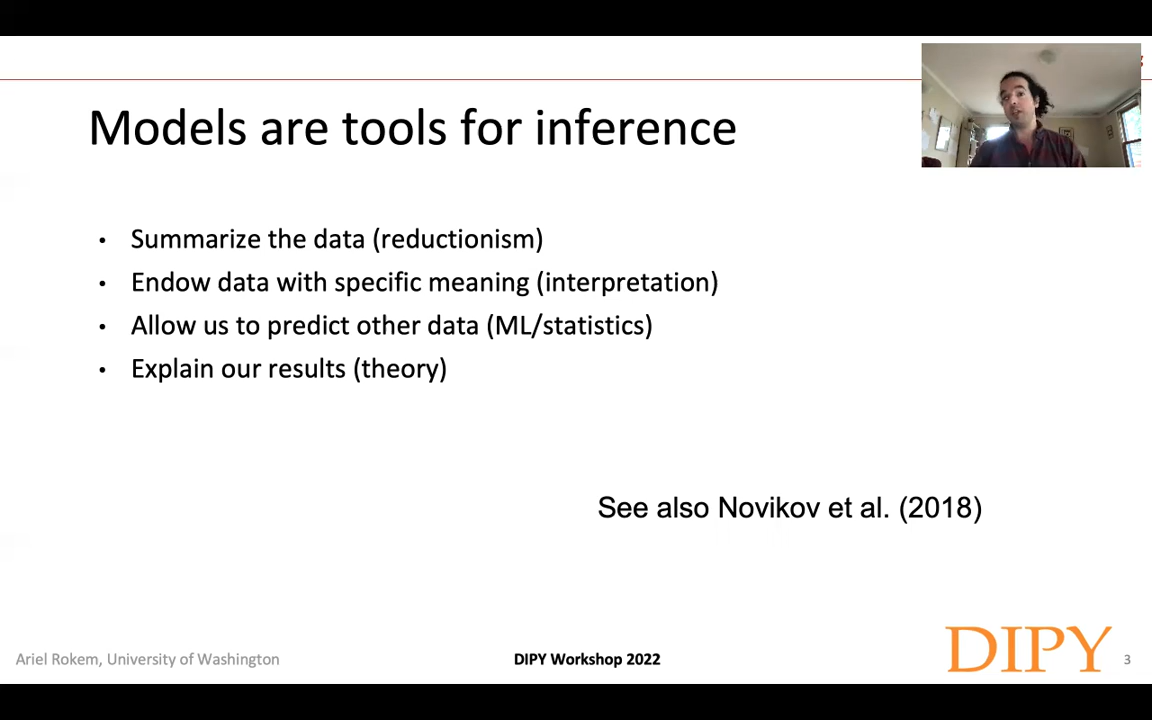 Models are tools for inference
• Summarize the data (reductionism)
• Endow data with specific meaning (interpretation)
• Allow us to predict other data (ML/statistics)
• Explain our results (theory)
See also Novikov et al. (2018)
Ariel Rokem, University of Washington
DIPY Workshop 2022
DIPY
3